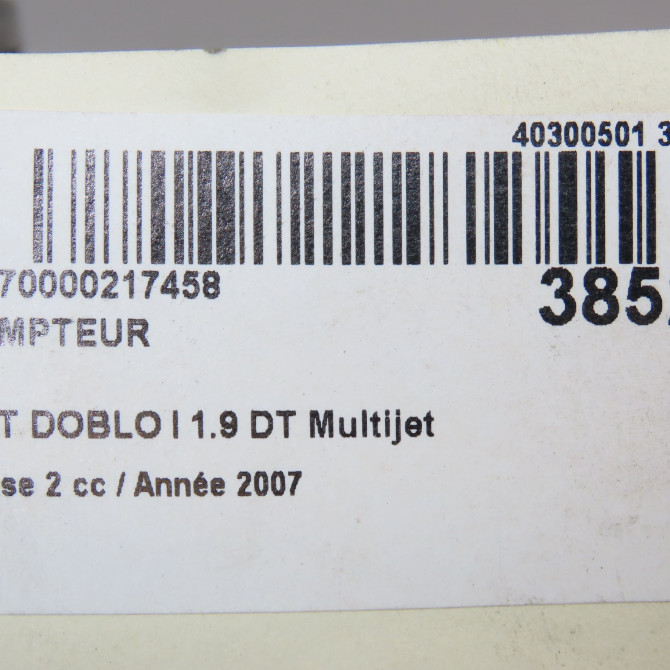 40300501 3
70000217458
385
MPTEUR
T DOBLO I 1.9 DT Multijet
se 2 cc / Année 2007